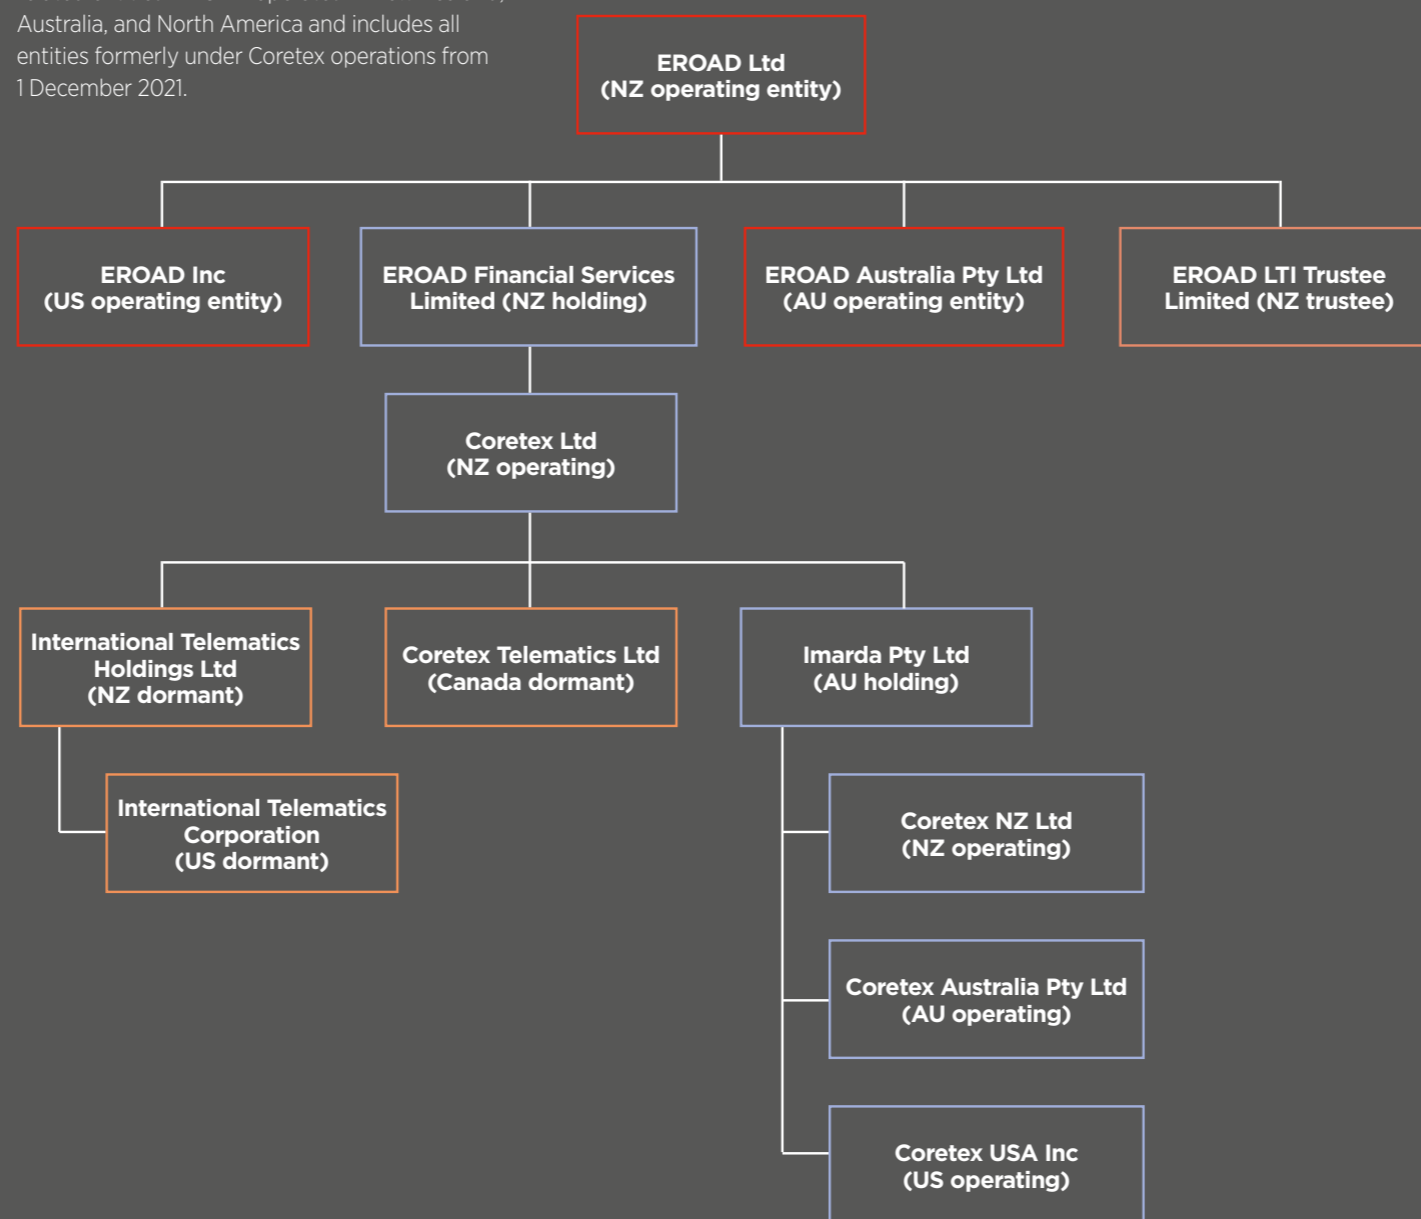 Australia, and North America and includes all
entities formerly under Coretex operations from
1 December 2021.
EROAD Ltd
(NZ operating entity)
EROAD Inc
(US operating entity)
EROAD Financial Services
Limited (NZ holding)
EROAD Australia Pty Ltd
(AU operating entity)
EROAD LTI Trustee
Limited (NZ trustee)
Coretex Ltd
(NZ operating)
International Telematics
Holdings Ltd
(NZ dormant)
Coretex Telematics Ltd
(Canada dormant)
Imarda Pty Ltd
(AU holding)
International Telematics
Corporation
(US dormant)
Coretex NZ Ltd
(NZ operating)
Coretex Australia Pty Ltd
(AU operating)
Coretex USA Inc
(US operating)